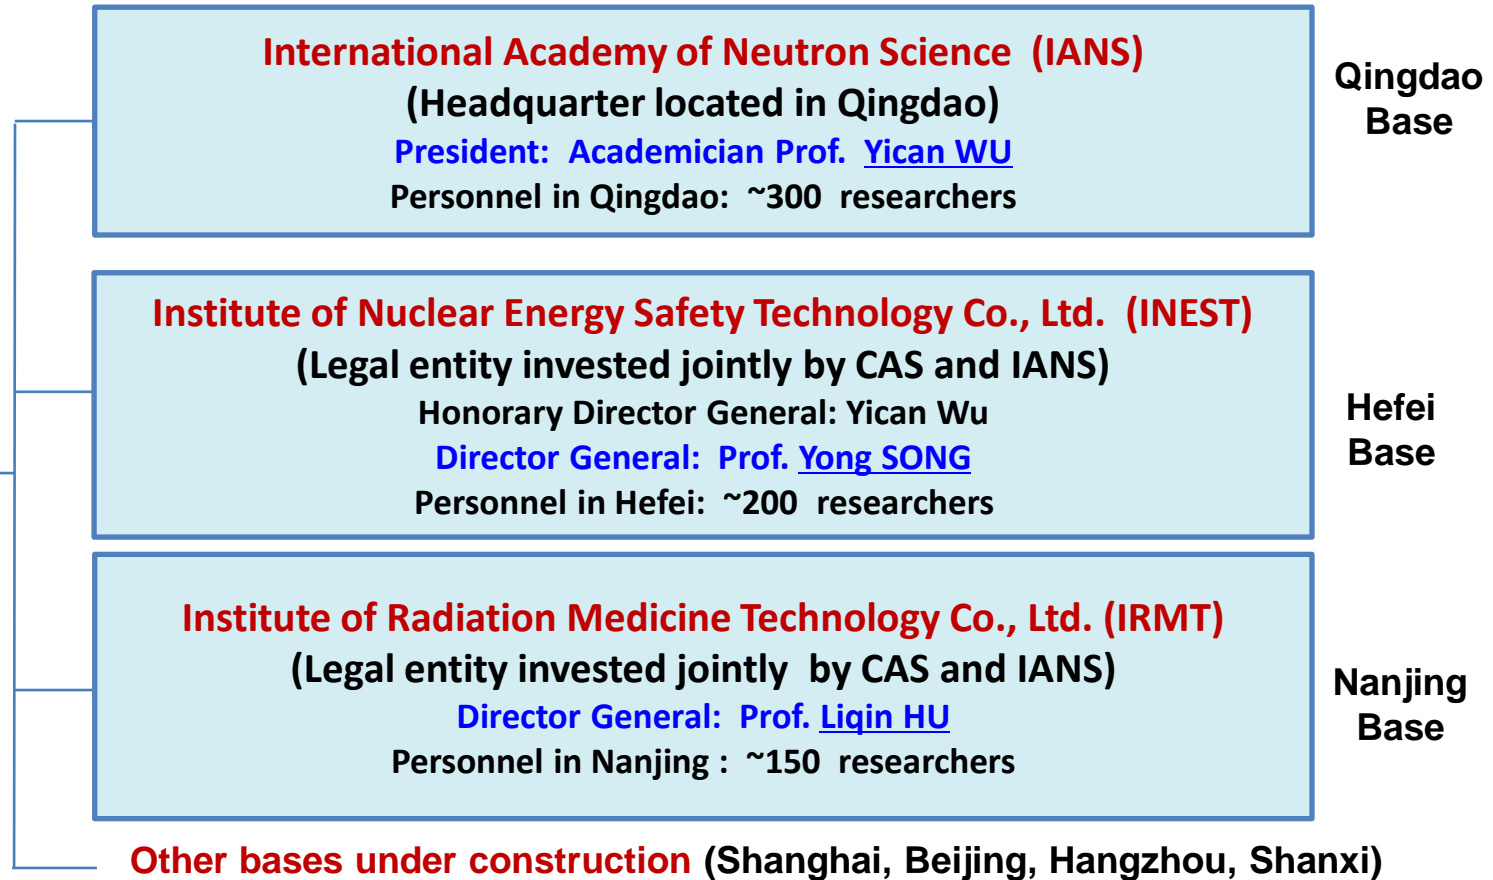 International Academy of Neutron Science (IANS)
(Headquarter located in Qingdao)
President: Academician Prof. Yican WU
Personnel in Qingdao: ~300 researchers
Qingdao
Base
Institute of Nuclear Energy Safety Technology Co., Ltd. (INEST)
(Legal entity invested jointly by CAS and IANS)
Honorary Director General: Yican Wu
Director General: Prof. Yong SONG
Personnel in Hefei: ~200 researchers
Hefei
Base
Institute of Radiation Medicine Technology Co., Ltd. (IRMT)
(Legal entity invested jointly by CAS and IANS)
Director General: Prof. Liqin HU
Personnel in Nanjing : ~150 researchers
Nanjing
Base
Other bases under construction (Shanghai, Beijing, Hangzhou, Shanxi)